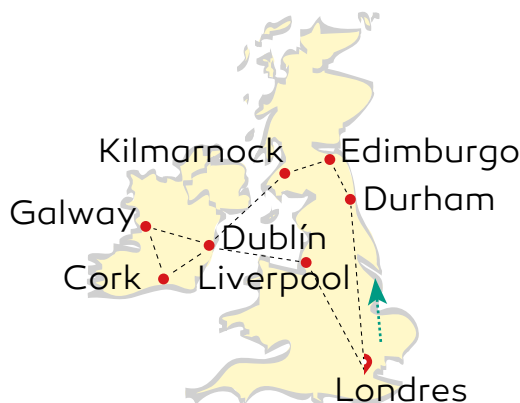 Kilmarnock
Edimburgo
Durham
Galway
Dublín
Cork
Liverpool
Londres